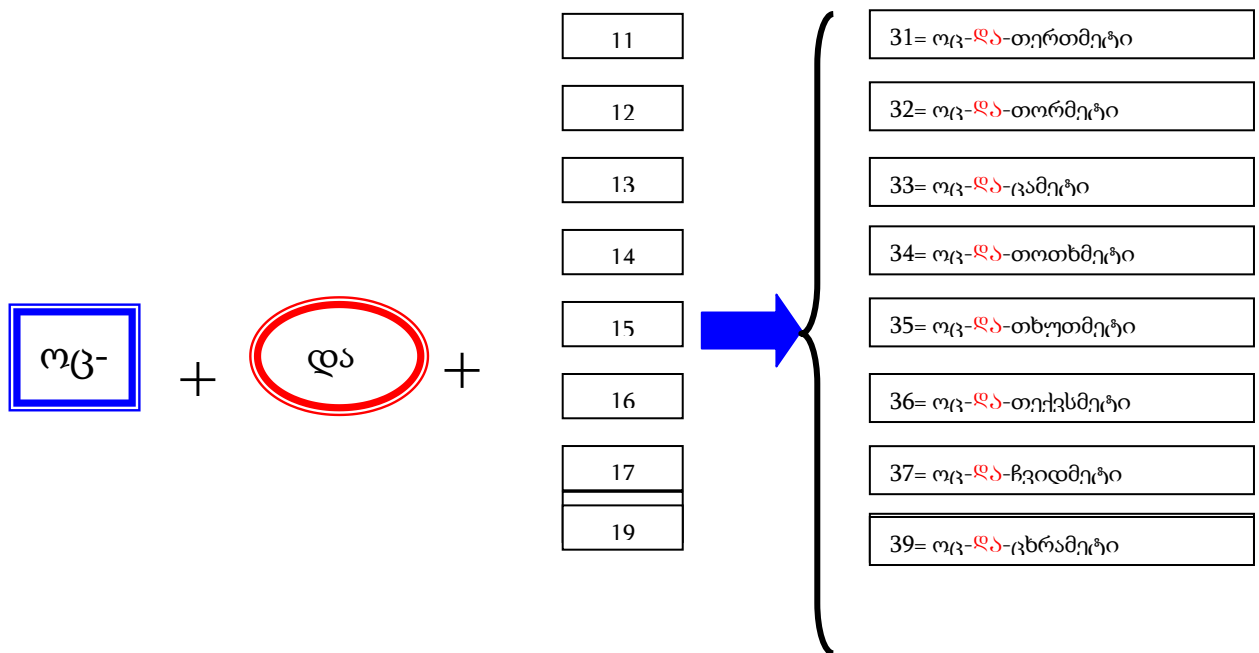 ოც-
+
და
+
11
12
13
14
15
16
17
19
31= ოც-და-თერთმეტი
32= ოც-და-თორმეტი
33= ოც-და-ცამეტი
34= ოც-და-თოთხმეტი
35= ოც-და-თხუთმეტი
36= ოც-და-თექვსმეტი
37= ოც-და-ჩვიდმეტი
39= ოც-და-ცხრამეტი